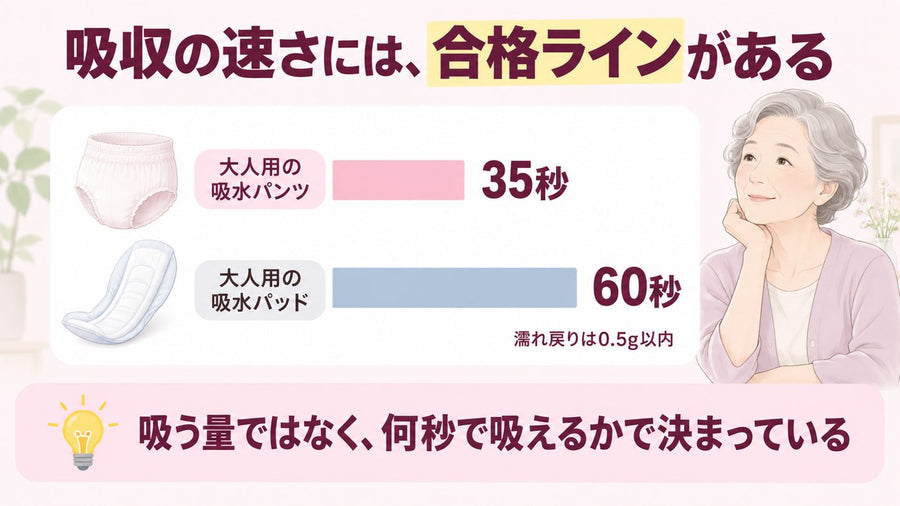 吸収の速さには、合格ラインがある
大人用の
吸水パンツ
35秒
大人用の
吸水パッド
60秒
濡れ戻りは0.5g以内
吸う量ではなく、何秒で吸えるかで決まっている